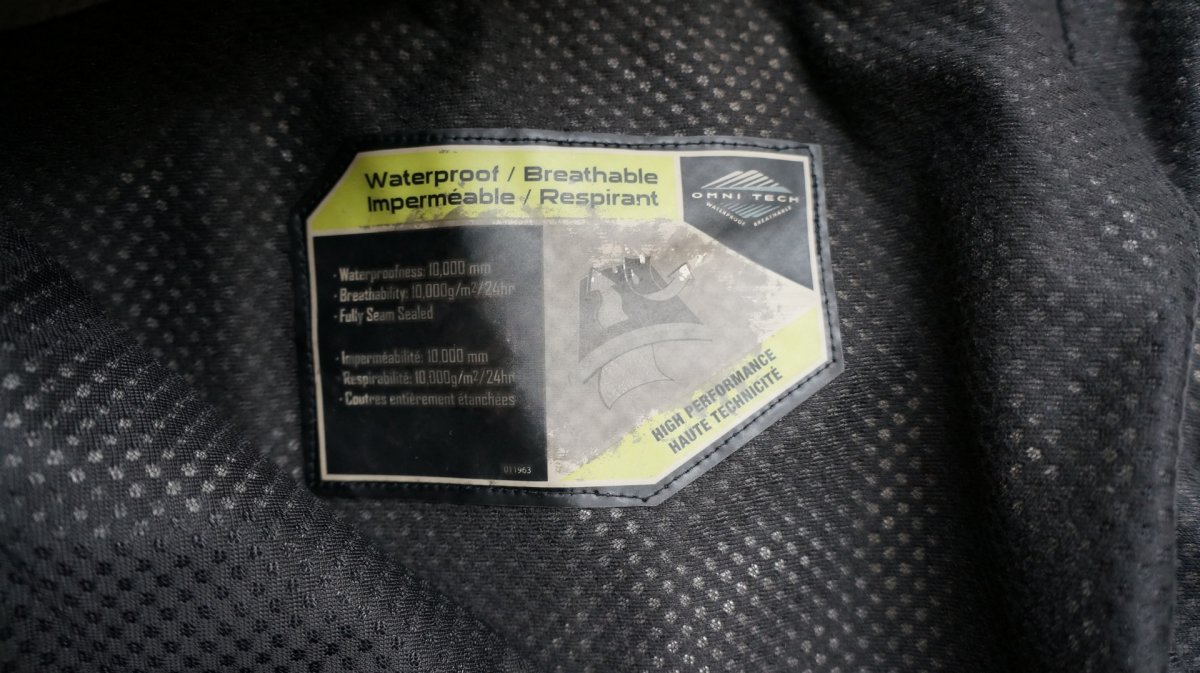 Waterproof / Breathable
Imperméable / Respirant
OMNI TECH
WATERPROOF BREATHABLE
· Waterproofness: 10,000 mm
· Breathability: 10,000g/m²/24hr
· Fully Seam Sealed
· Imperméabilité: 10.000 mm
· Respirabilité: 10.000g/m²/24hr
· Coutres entièrement étanchées
011963
HIGH PERFORMANCE
HAUTE TECHNICITÉ